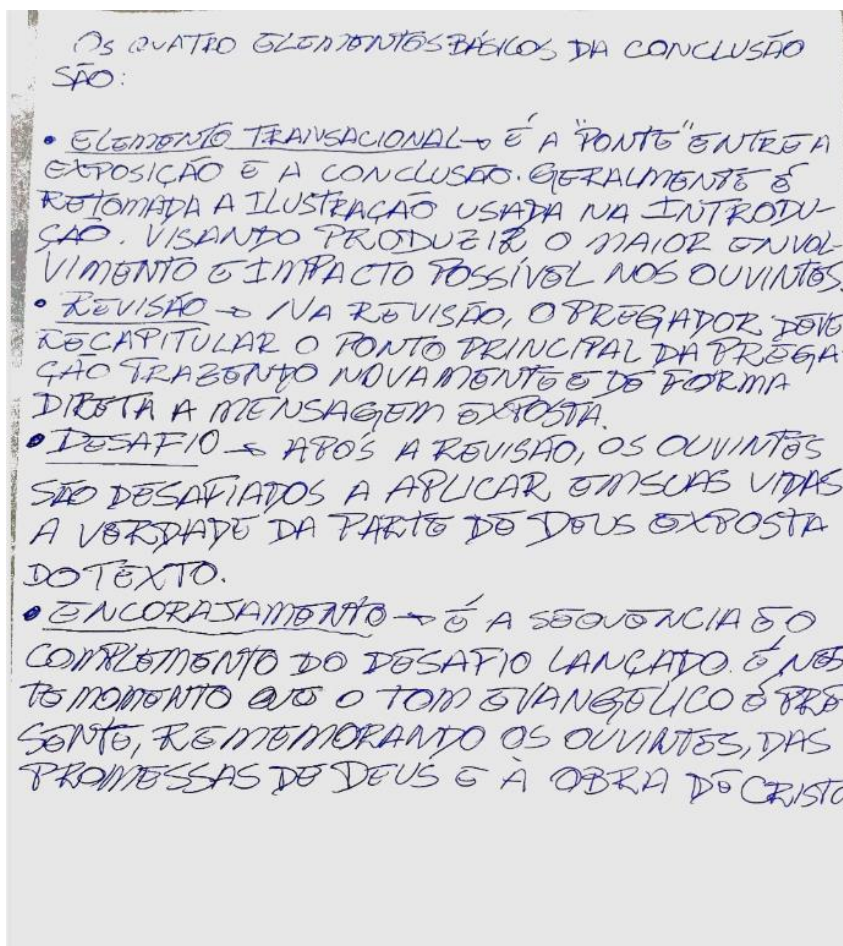 OS QUATRO ELEMENTOS BÁSICOS DA CONCLUSÃO
SÃO:
• ELEMENTO TRANSACIONAL → É A "PONTE" ENTRE A
EXPOSIÇÃO E A CONCLUSÃO. GERALMENTE É
RETOMADA A ILUSTRAÇÃO USADA NA INTRODU-
ÇÃO. VISANDO PRODUZIR O MAIOR ENVOL-
VIMENTO E IMPACTO POSSÍVEL NOS OUVINTES.
• REVISÃO → NA REVISÃO, O PREGADOR DEVE
RECAPITULAR O PONTO PRINCIPAL DA PREGA-
ÇÃO TRAZENDO NOVAMENTE E DE FORMA
DIRETA A MENSAGEM EXPOSTA.
• DESAFIO → APÓS A REVISÃO, OS OUVINTES
SÃO DESAFIADOS A APLICAR EM SUAS VIDAS
A VERDADE DA PARTE DE DEUS EXPOSTA
DO TEXTO.
• ENCORAJAMENTO → É A SEQUENCIA E O
COMPLEMENTO DO DESAFIO LANÇADO. É NES
TE MOMENTO QUE O TOM EVANGÉLICO É PRE
SENTE, REMEMORANDO OS OUVINTES, DAS
PROMESSAS DE DEUS E À OBRA DE CRISTO